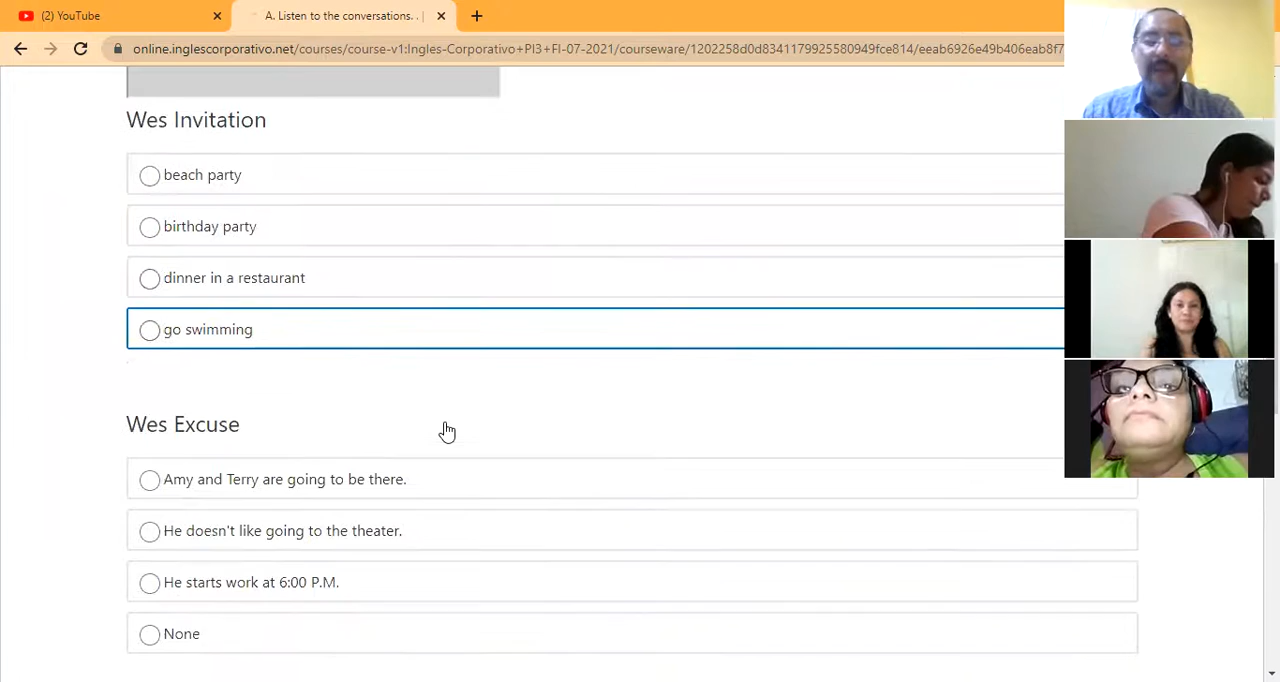 (2) YouTube
A. Listen to the conversations. . |
online.inglescorporativo.net/courses/course-v1:Ingles-Corporativo+PI3+FI-07-2021/courseware/1202258d0d8341179925580949fce814/eeab6926e49b406eab8f7
Wes Invitation
beach party
birthday party
dinner in a restaurant
go swimming
Wes Excuse
Amy and Terry are going to be there.
He doesn't like going to the theater.
He starts work at 6:00 P.M.
None